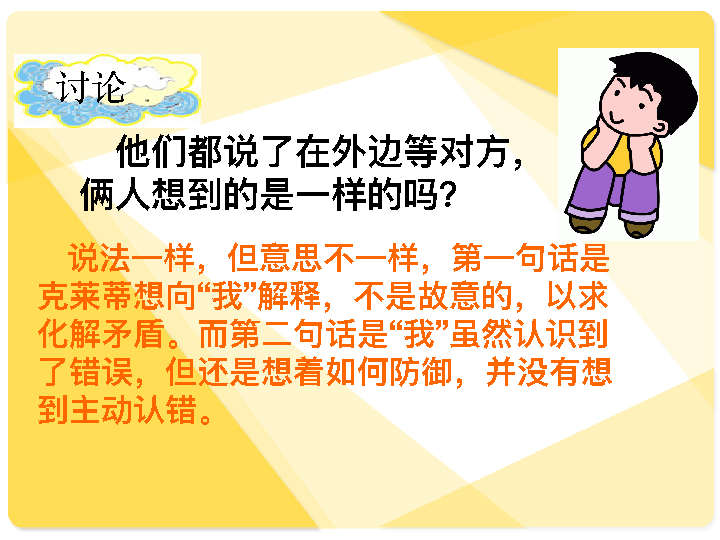 讨论
他们都说了在外边等对方，
俩人想到的是一样的吗？
说法一样，但意思不一样，第一句话是
克莱蒂想向“我”解释，不是故意的，以求
化解矛盾。而第二句话是“我”虽然认识到
了错误，但还是想着如何防御，并没有想
到主动认错。